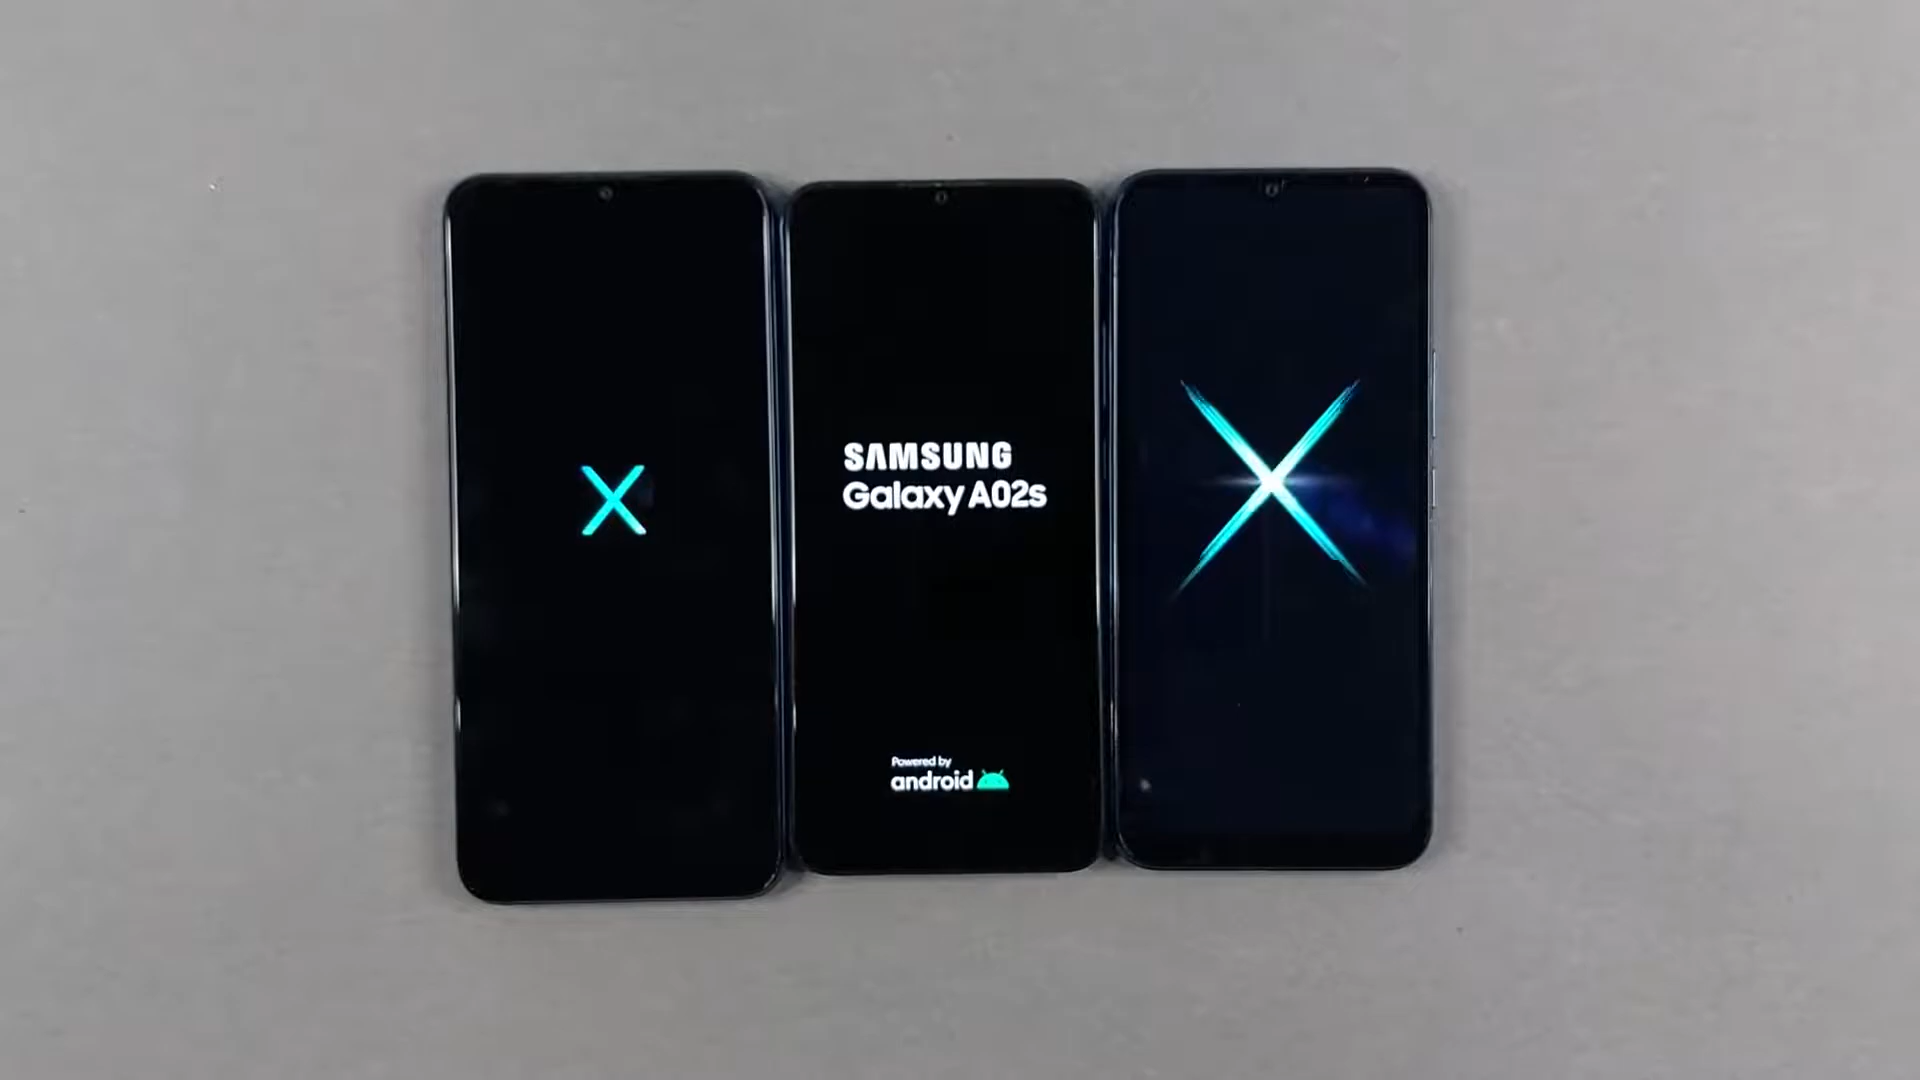 X
SAMSUNG
Galaxy A02s
Powered by
android
X